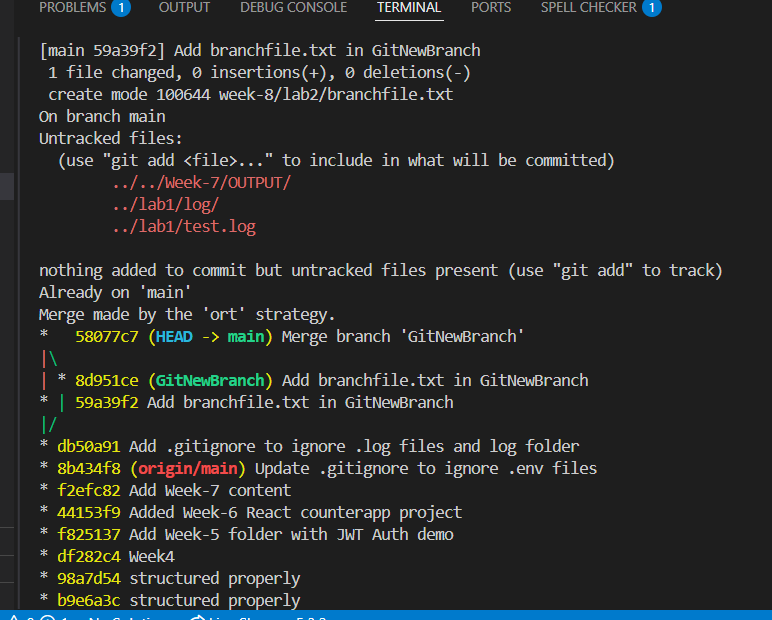 PROBLEMS 1 OUTPUT DEBUG CONSOLE TERMINAL PORTS SPELL CHECKER 1
[main 59a39f2] Add branchfile.txt in GitNewBranch
 1 file changed, 0 insertions(+), 0 deletions(-)
 create mode 100644 week-8/lab2/branchfile.txt
On branch main
Untracked files:
  (use "git add <file>..." to include in what will be committed)
        ../../Week-7/OUTPUT/
        ../lab1/log/
        ../lab1/test.log
nothing added to commit but untracked files present (use "git add" to track)
Already on 'main'
Merge made by the 'ort' strategy.
*   58077c7 (HEAD -> main) Merge branch 'GitNewBranch'
|\
| * 8d951ce (GitNewBranch) Add branchfile.txt in GitNewBranch
* | 59a39f2 Add branchfile.txt in GitNewBranch
|/
* db50a91 Add .gitignore to ignore .log files and log folder
* 8b434f8 (origin/main) Update .gitignore to ignore .env files
* f2efc82 Add Week-7 content
* 44153f9 Added Week-6 React counterapp project
* f825137 Add Week-5 folder with JWT Auth demo
* df282c4 Week4
* 98a7d54 structured properly
* b9e6a3c structured properly